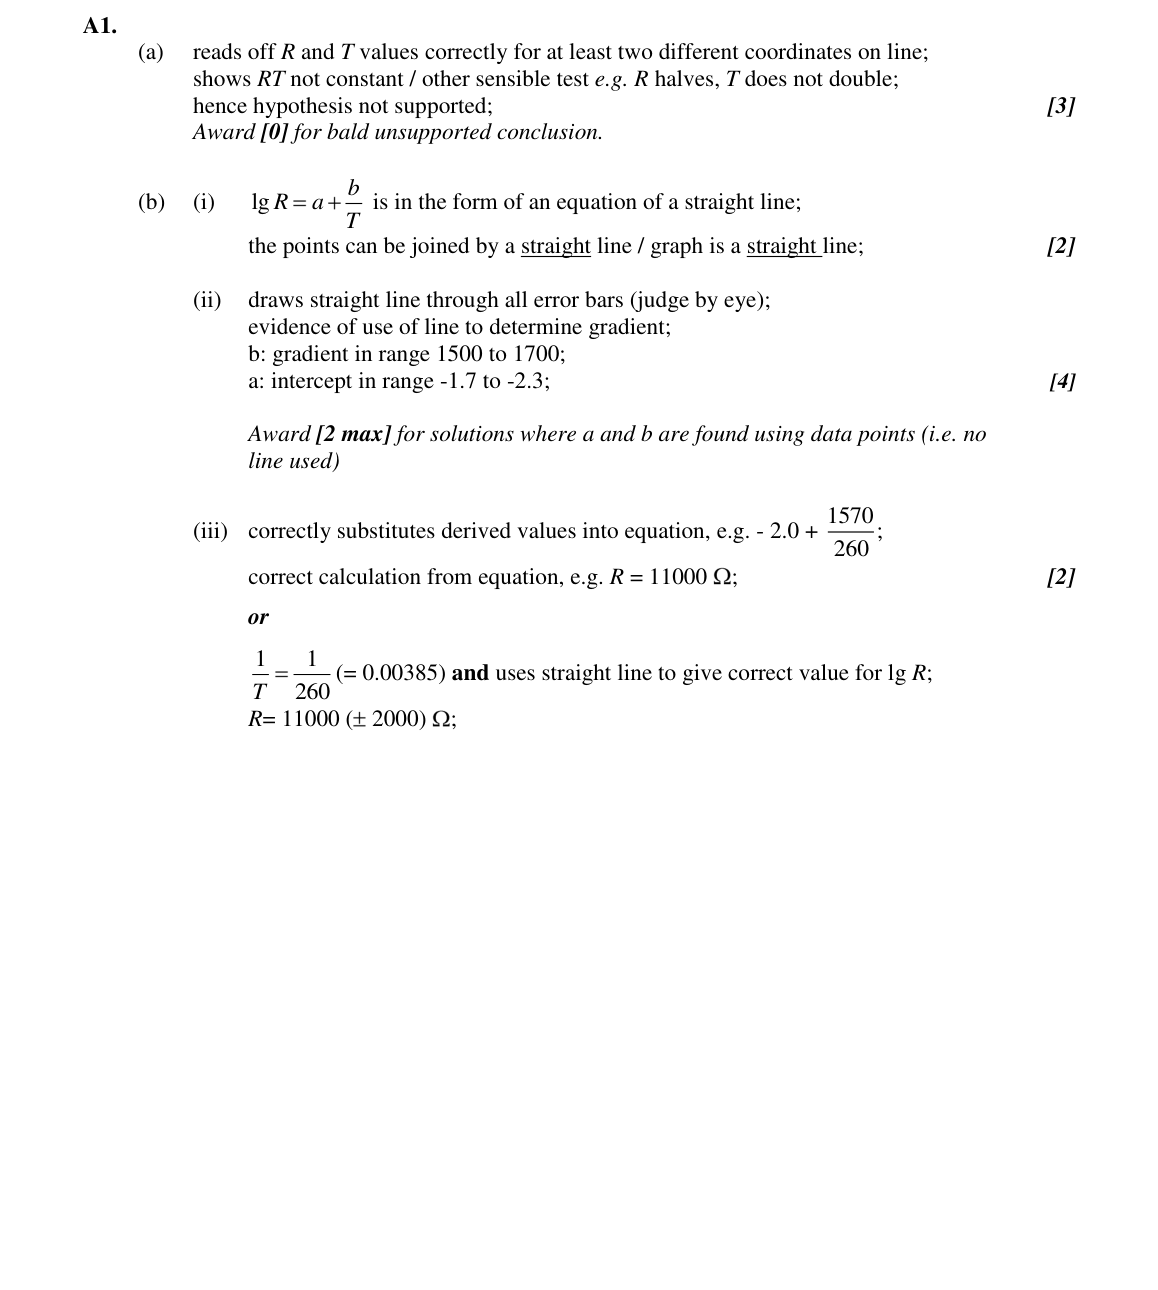 A1.
(a) reads off R and T values correctly for at least two different coordinates on line;
shows RT not constant / other sensible test e.g. R halves, T does not double;
hence hypothesis not supported; [3]
Award [0] for bald unsupported conclusion.
(b) (i) lg R = a + b/T is in the form of an equation of a straight line;
the points can be joined by a straight line / graph is a straight line; [2]
(ii) draws straight line through all error bars (judge by eye);
evidence of use of line to determine gradient;
b: gradient in range 1500 to 1700;
a: intercept in range -1.7 to -2.3; [4]
Award [2 max] for solutions where a and b are found using data points (i.e. no
line used)
(iii) correctly substitutes derived values into equation, e.g. - 2.0 + 1570/260;
correct calculation from equation, e.g. R = 11000 Ω; [2]
or
1/T = 1/260 (= 0.00385) and uses straight line to give correct value for lg R;
R= 11000 (± 2000) Ω;